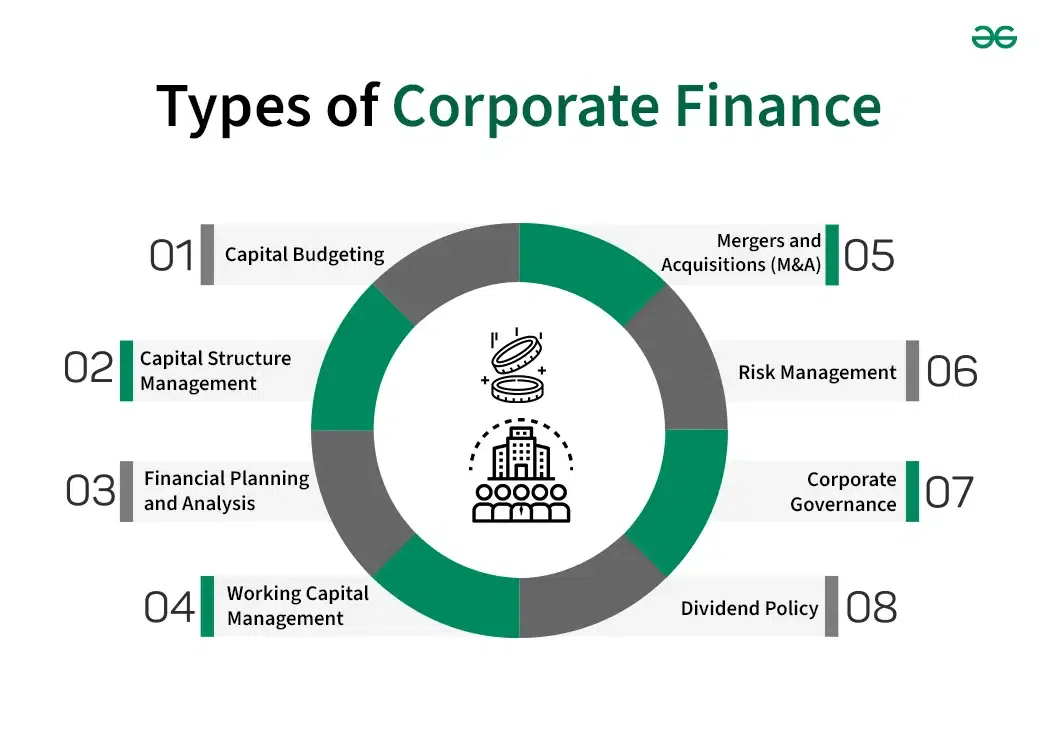 Types of Corporate Finance
01
Capital Budgeting
02
Capital Structure
Management
03
Financial Planning
and Analysis
04
Working Capital
Management
Mergers and
Acquisitions (M&A)
05
Risk Management
06
Corporate
Governance
07
Dividend Policy
08